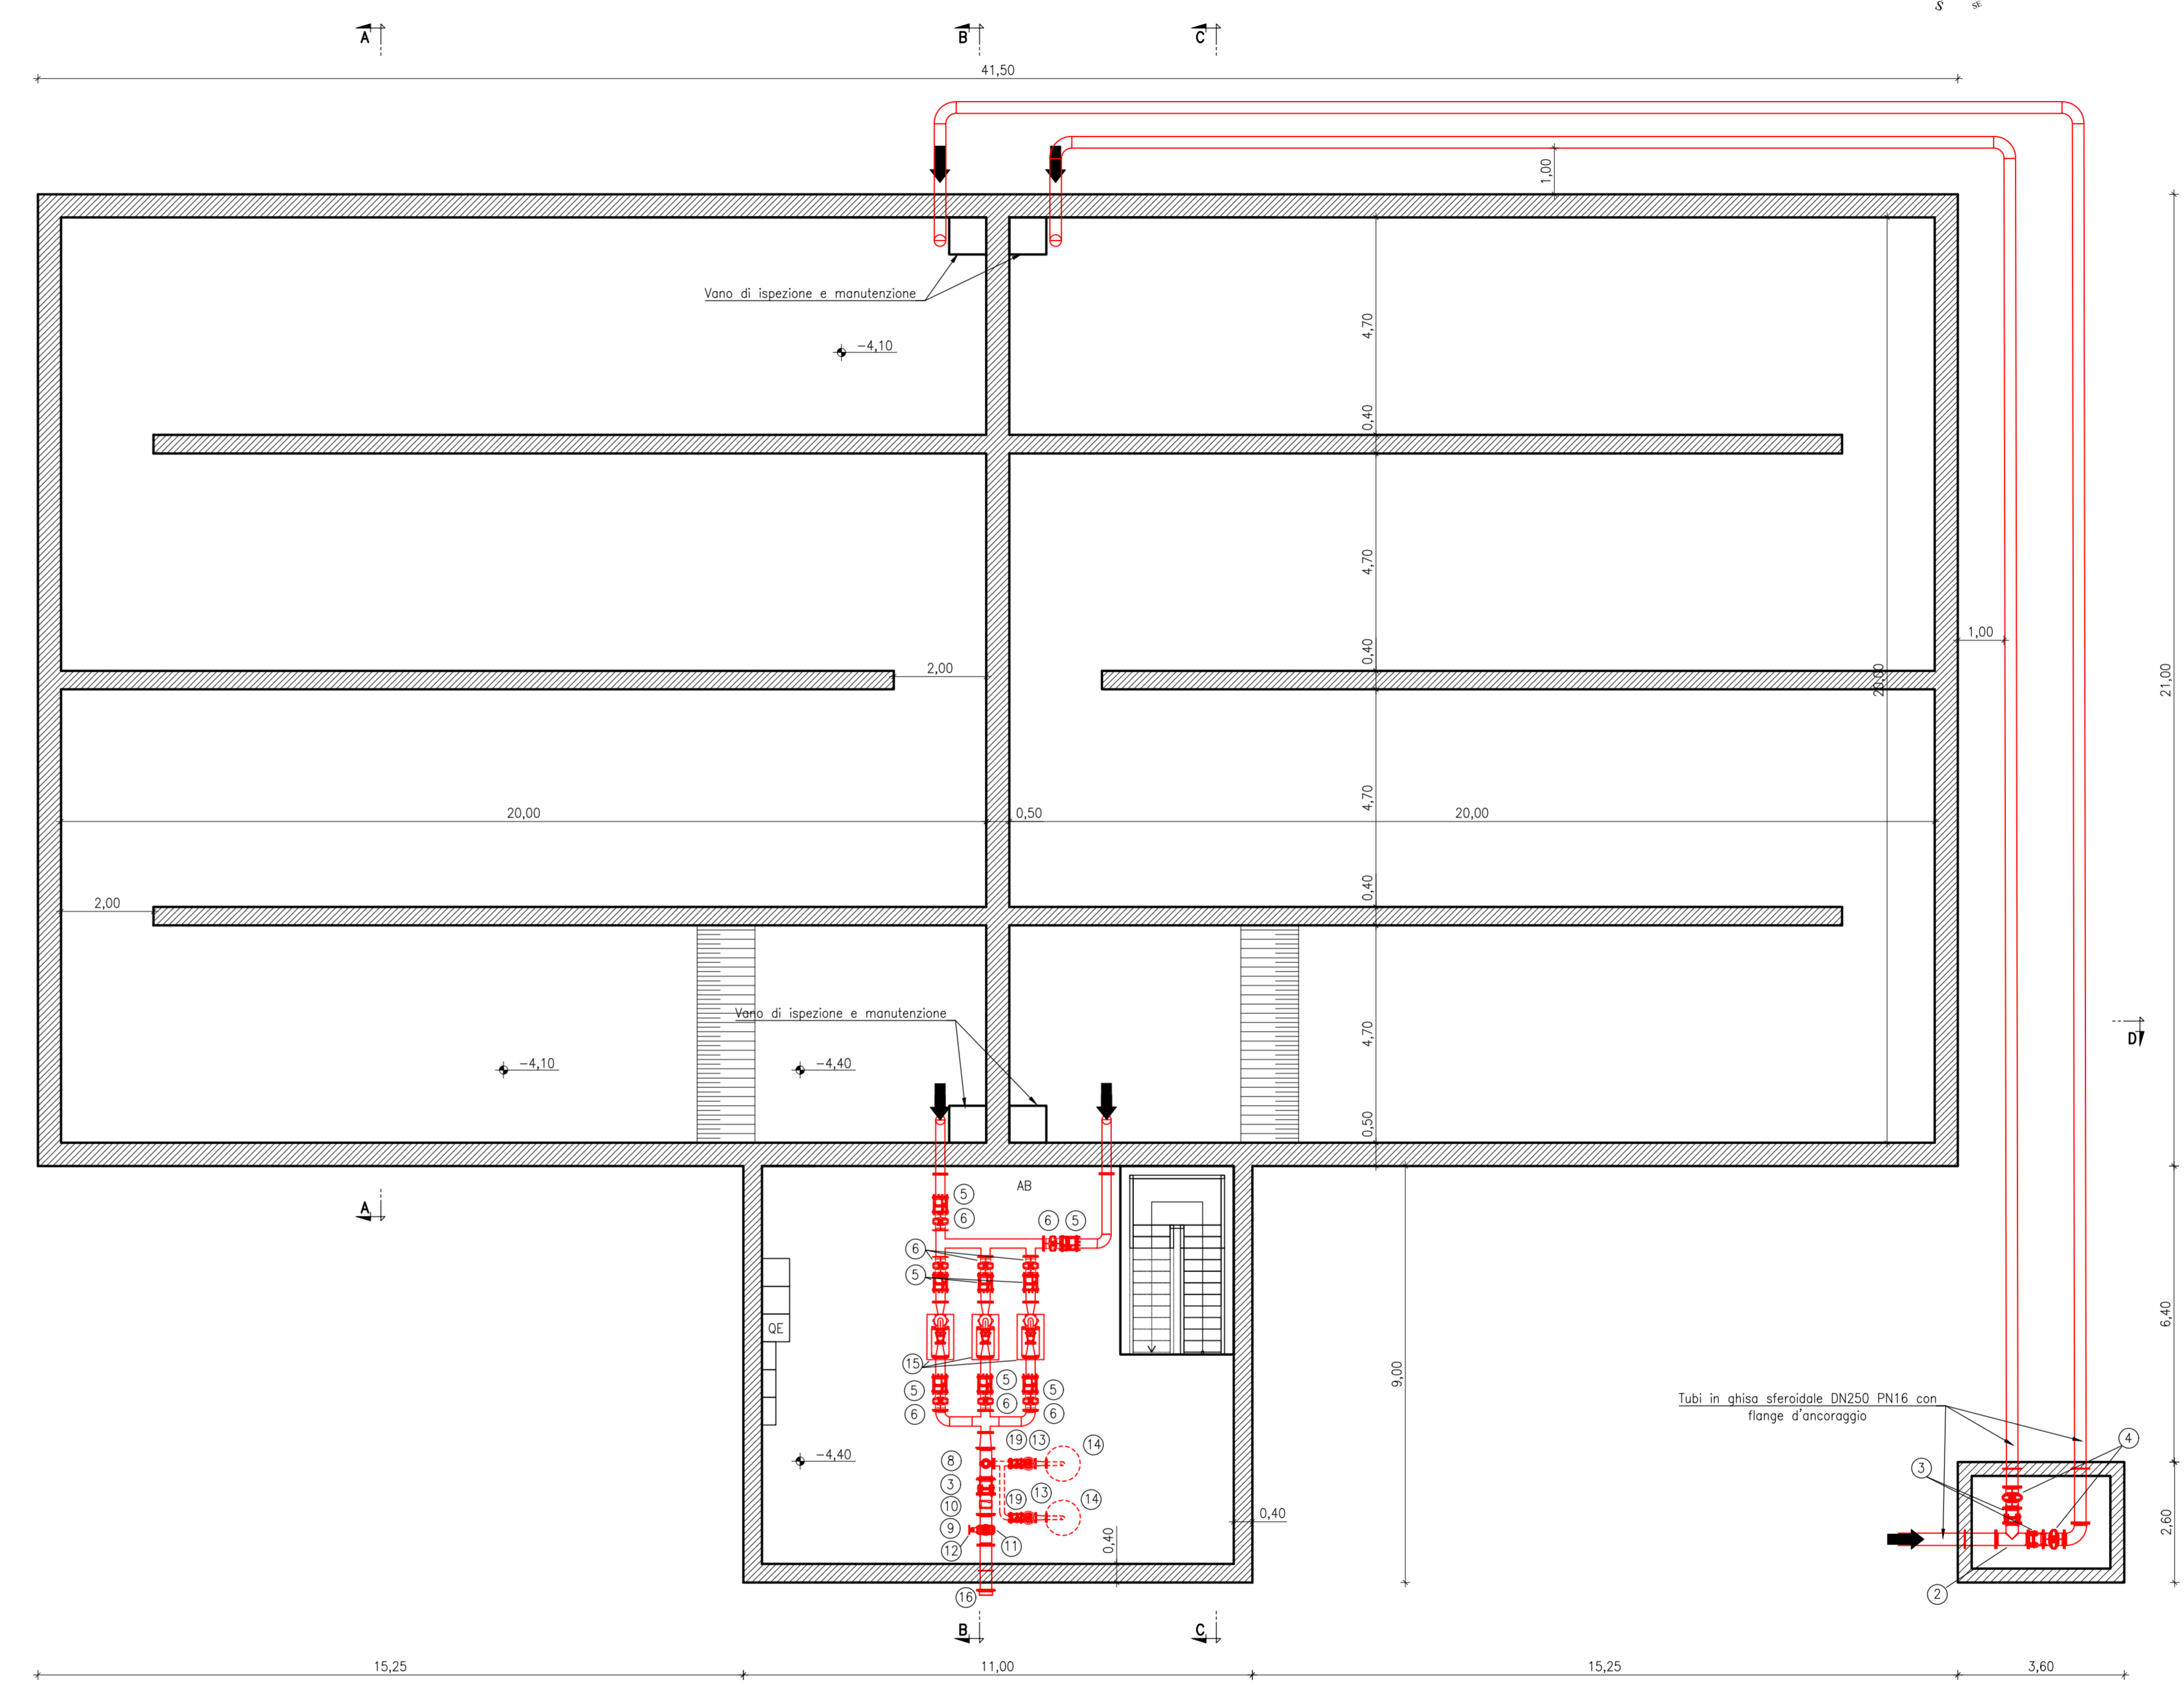 S SE
A B C
41,50
1,00
Vano di ispezione e manutenzione
4,70
-4,10
0,40
4,70
1,00
0,40
2,00
20,00
21,00
4,70
20,00 0,50 20,00
0,40
2,00
Vano di ispezione e manutenzione
4,70
D
-4,10 -4,40
0,50
AB
5
A
6 6 5
6
5
QE
6,40
15
9,00
5 5 5
6 6 6
Tubi in ghisa sferoidale DN250 PN16 con
flange d'ancoraggio
4
19 13 14
-4,40
8
3
3
19 13 14
10
0,40
2,60
9
0,40
12 11
16
2
B C
15,25 11,00 15,25 3,60